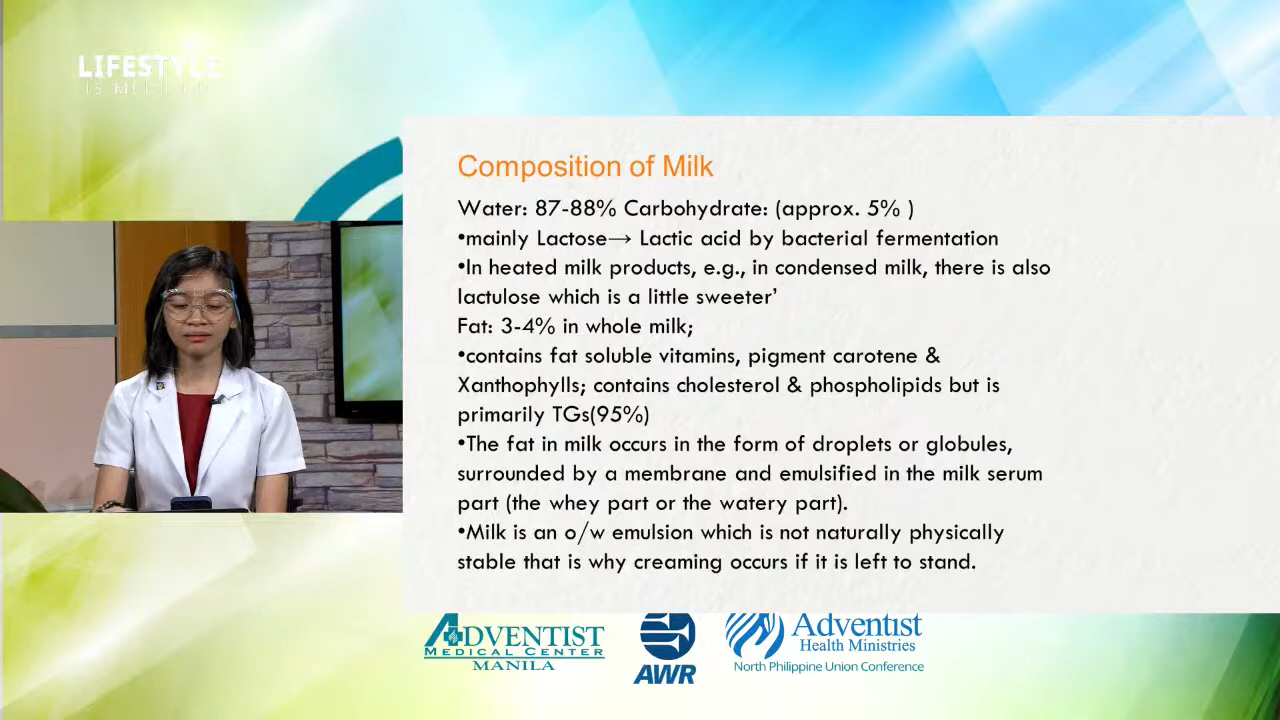 LIFESTYLE
IS MEDICINE
Composition of Milk
Water: 87-88% Carbohydrate: (approx. 5% )
•mainly Lactose→ Lactic acid by bacterial fermentation
•In heated milk products, e.g., in condensed milk, there is also
lactulose which is a little sweeter’
Fat: 3-4% in whole milk;
•contains fat soluble vitamins, pigment carotene &
Xanthophylls; contains cholesterol & phospholipids but is
primarily TGs(95%)
•The fat in milk occurs in the form of droplets or globules,
surrounded by a membrane and emulsified in the milk serum
part (the whey part or the watery part).
•Milk is an o/w emulsion which is not naturally physically
stable that is why creaming occurs if it is left to stand.
ADVENTIST
MEDICAL CENTER
MANILA
AWR
Adventist
Health Ministries
North Philippine Union Conference